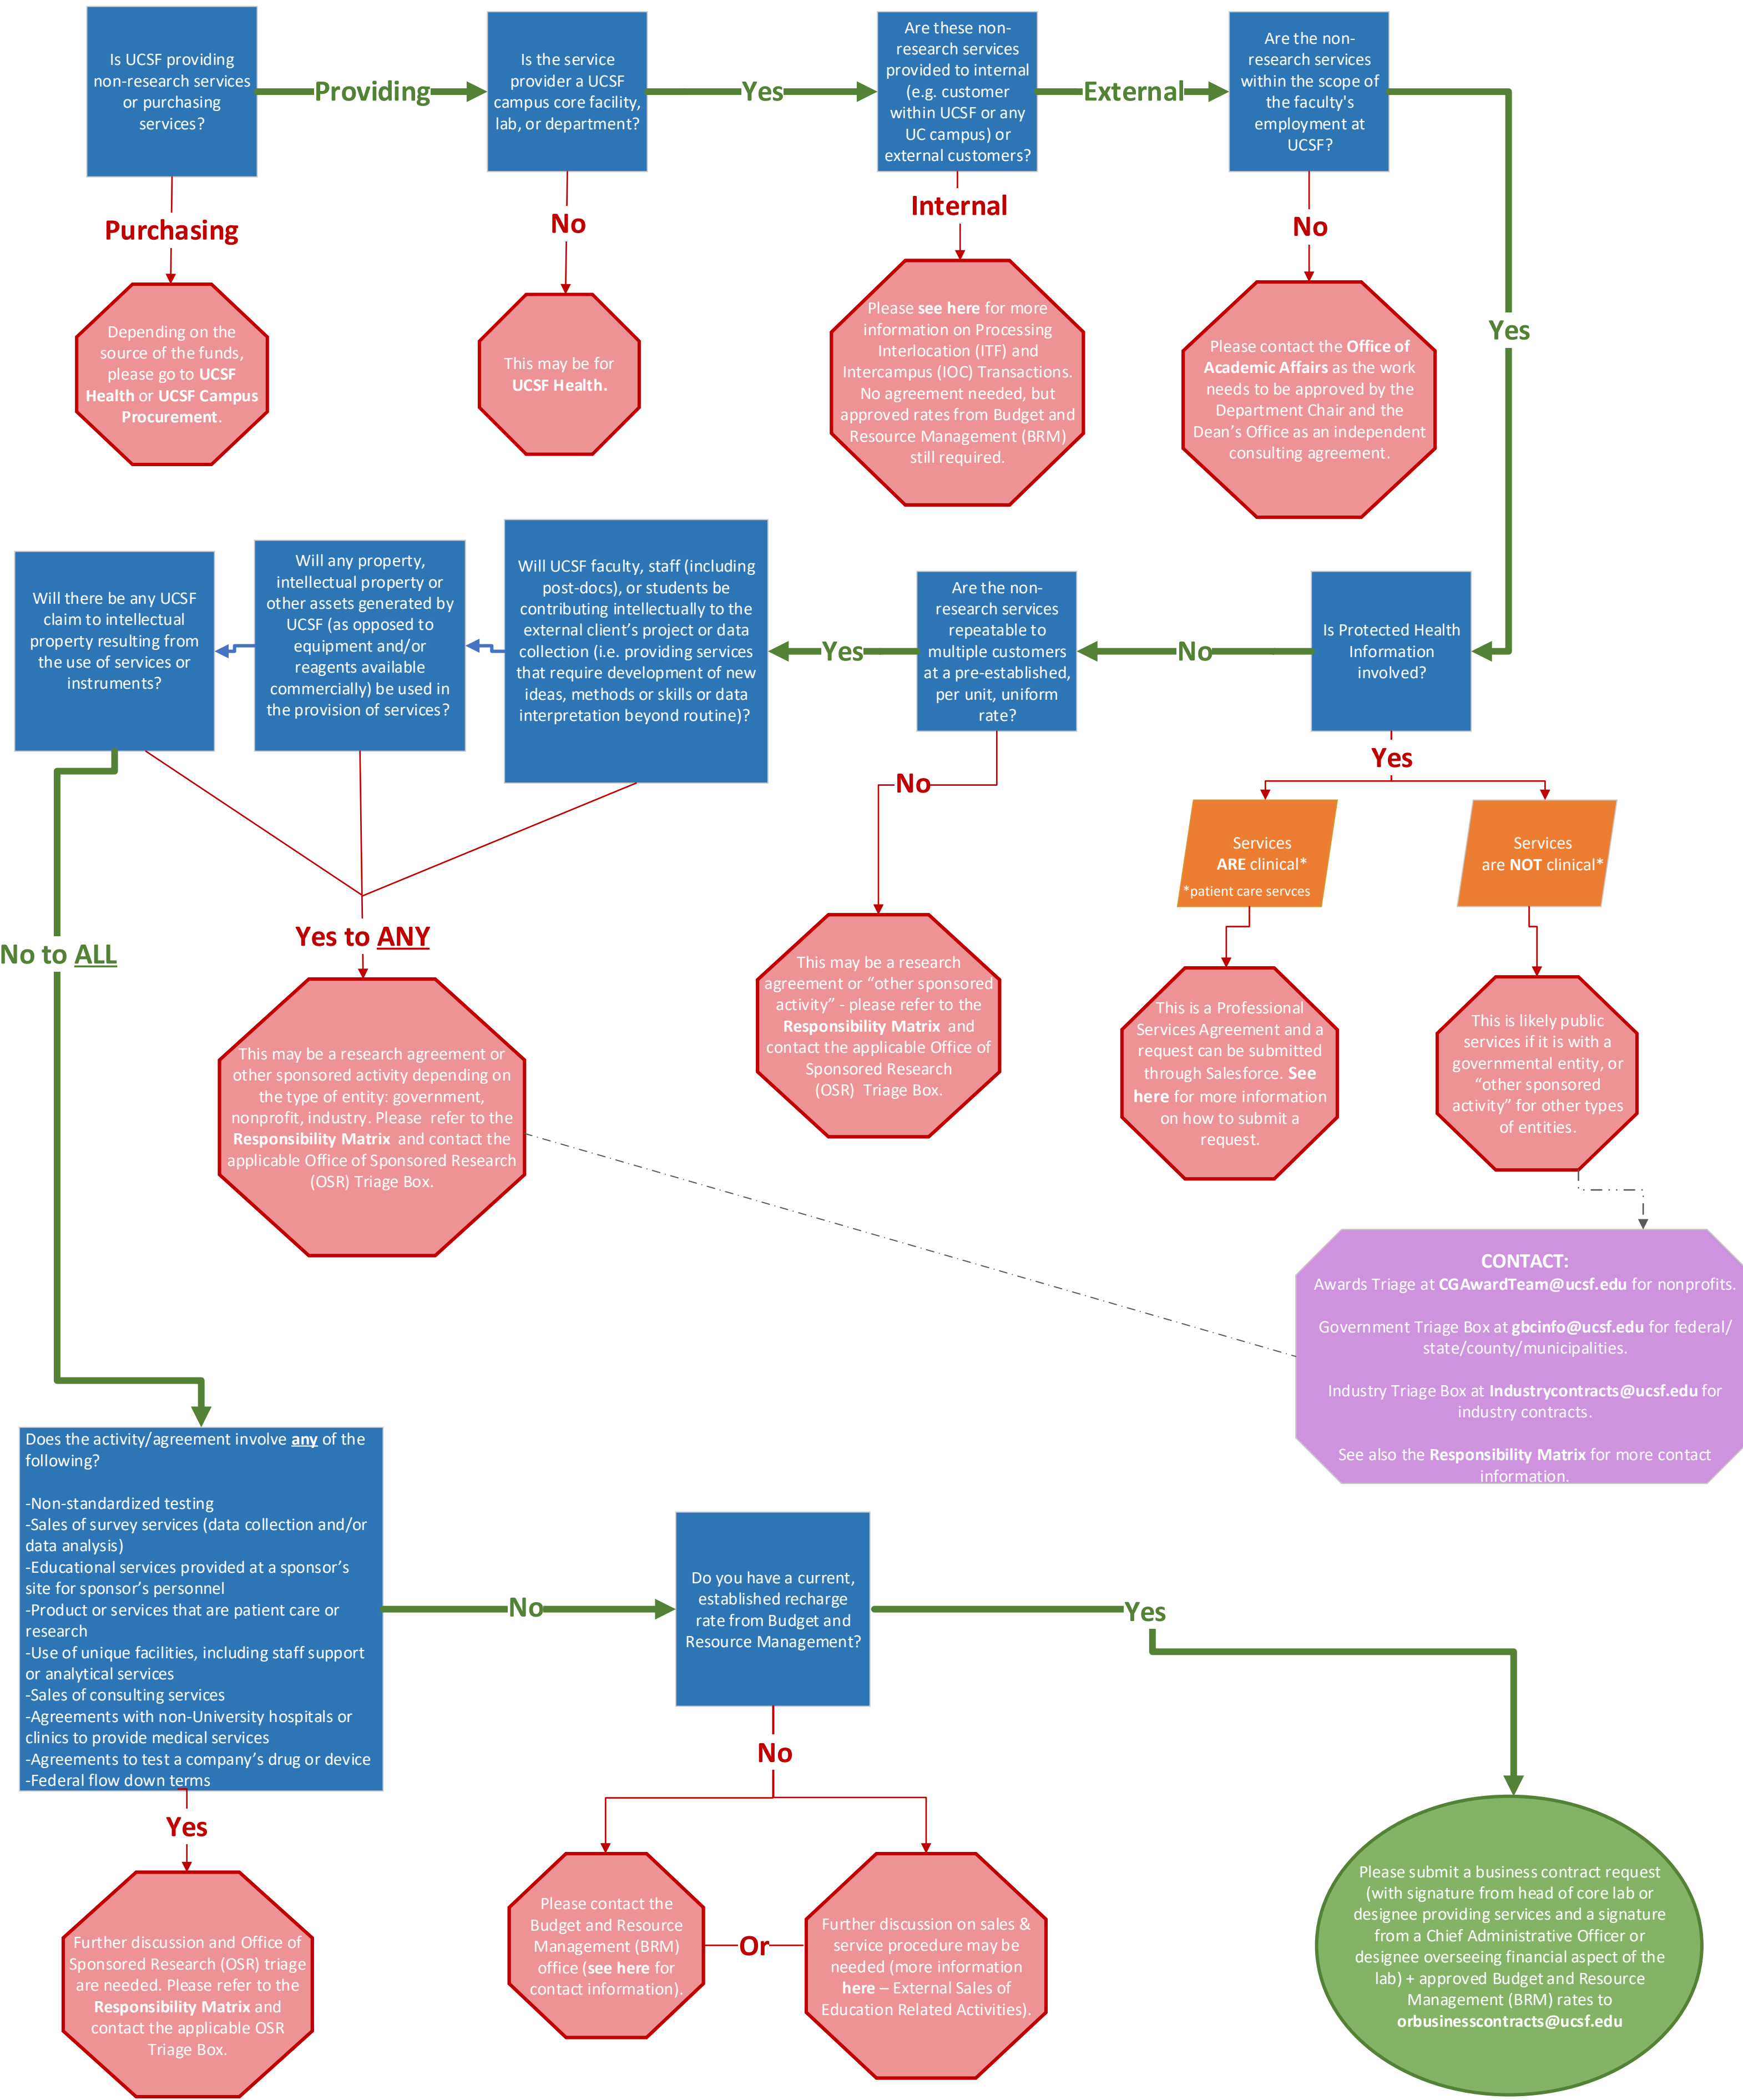 Is UCSF providing
non-research services
or purchasing
services?
Providing
Is the service
provider a UCSF
campus core facility,
lab, or department?
Yes
Are these non-
research services
provided to internal
(e.g. customer
within UCSF or any
UC campus) or
external customers?
External
Are the non-
research services
within the scope of
the faculty's
employment at
UCSF?
Purchasing
No
Internal
No
Yes
Depending on the
source of the funds,
please go to UCSF
Health or UCSF Campus
Procurement.
This may be for
UCSF Health.
Please see here for more
information on Processing
Interlocation (ITF) and
Intercampus (IOC) Transactions.
No agreement needed, but
approved rates from Budget and
Resource Management (BRM)
still required.
Please contact the Office of
Academic Affairs as the work
needs to be approved by the
Department Chair and the
Dean’s Office as an independent
consulting agreement.
Will there be any UCSF
claim to intellectual
property resulting from
the use of services or
instruments?
Will any property,
intellectual property or
other assets generated by
UCSF (as opposed to
equipment and/or
reagents available
commercially) be used in
the provision of services?
Will UCSF faculty, staff (including
post-docs), or students be
contributing intellectually to the
external client’s project or data
collection (i.e. providing services
that require development of new
ideas, methods or skills or data
interpretation beyond routine)?
Yes
Are the non-
research services
repeatable to
multiple customers
at a pre-established,
per unit, uniform
rate?
No
Is Protected Health
Information
involved?
No
Yes
Services
ARE clinical*
*patient care servces
Services
are NOT clinical*
No to ALL
Yes to ANY
This may be a research agreement or
other sponsored activity depending on
the type of entity: government,
nonprofit, industry. Please refer to the
Responsibility Matrix and contact the
applicable Office of Sponsored Research
(OSR) Triage Box.
This may be a research
agreement or “other sponsored
activity” - please refer to the
Responsibility Matrix and
contact the applicable Office of
Sponsored Research
(OSR) Triage Box.
This is a Professional
Services Agreement and a
request can be submitted
through Salesforce. See
here for more information
on how to submit a
request.
This is likely public
services if it is with a
governmental entity, or
“other sponsored
activity” for other types
of entities.
CONTACT:
Awards Triage at CGAwardTeam@ucsf.edu for nonprofits.
Government Triage Box at gbcinfo@ucsf.edu for federal/
state/county/municipalities.
Industry Triage Box at Industrycontracts@ucsf.edu for
industry contracts.
See also the Responsibility Matrix for more contact
information.
Does the activity/agreement involve any of the
following?
-Non-standardized testing
-Sales of survey services (data collection and/or
data analysis)
-Educational services provided at a sponsor’s
site for sponsor’s personnel
-Product or services that are patient care or
research
-Use of unique facilities, including staff support
or analytical services
-Sales of consulting services
-Agreements with non-University hospitals or
clinics to provide medical services
-Agreements to test a company’s drug or device
-Federal flow down terms
No
Do you have a current,
established recharge
rate from Budget and
Resource Management?
Yes
Yes
No
Further discussion and Office of
Sponsored Research (OSR) triage
are needed. Please refer to the
Responsibility Matrix and
contact the applicable OSR
Triage Box.
Please contact the
Budget and Resource
Management (BRM)
office (see here for
contact information).
Or
Further discussion on sales &
service procedure may be
needed (more information
here – External Sales of
Education Related Activities).
Please submit a business contract request
(with signature from head of core lab or
designee providing services and a signature
from a Chief Administrative Officer or
designee overseeing financial aspect of the
lab) + approved Budget and Resource
Management (BRM) rates to
orbusinesscontracts@ucsf.edu